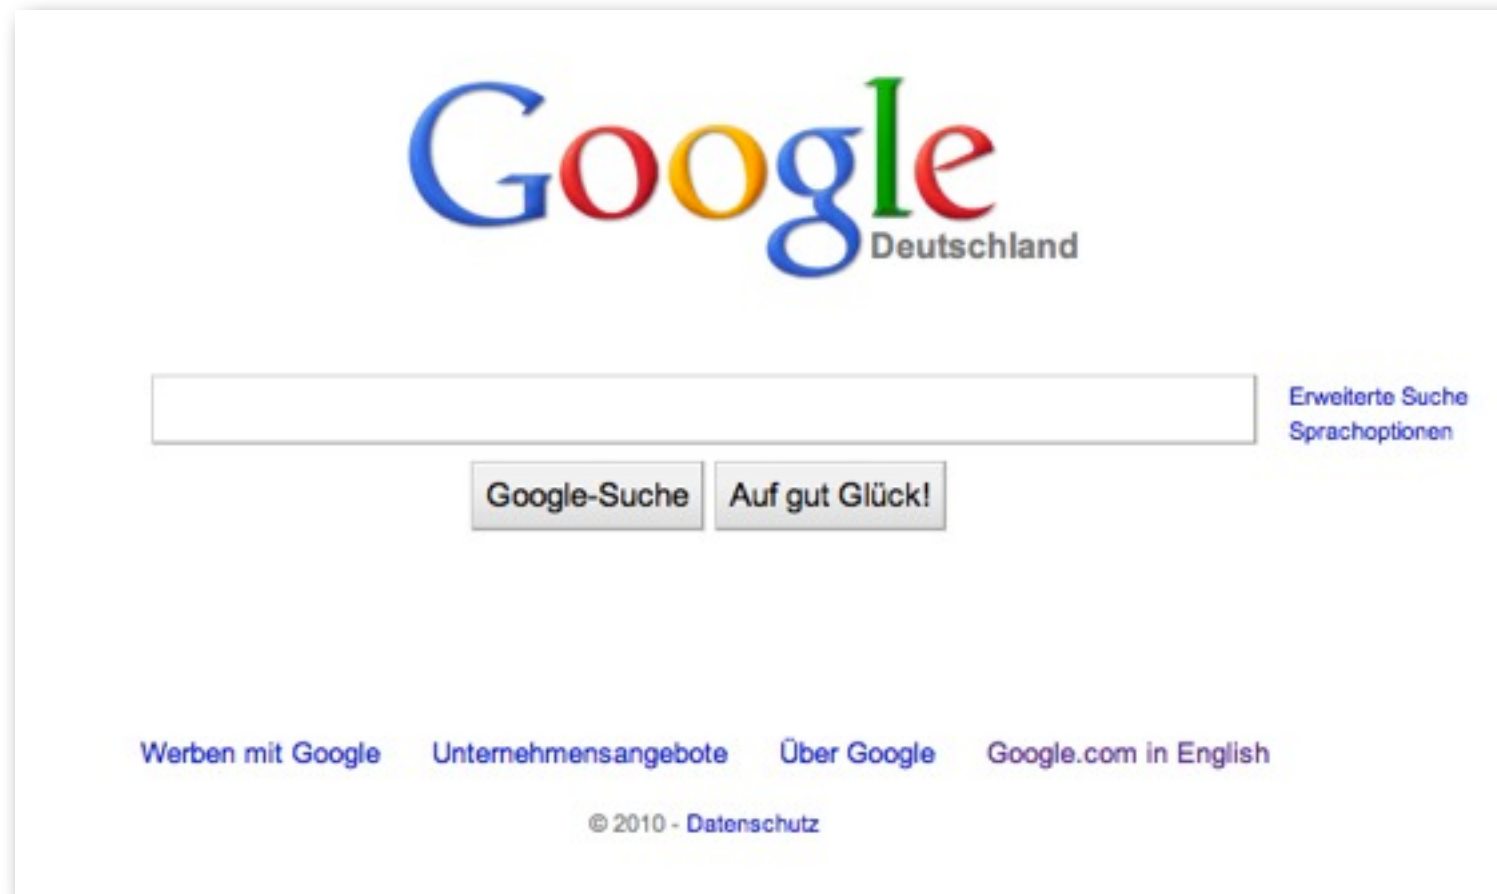 Google
Deutschland
Erweiterte Suche
Sprachoptionen
Google-Suche Auf gut Glück!
Werben mit Google Unternehmensangebote Über Google Google.com in English
© 2010 - Datenschutz